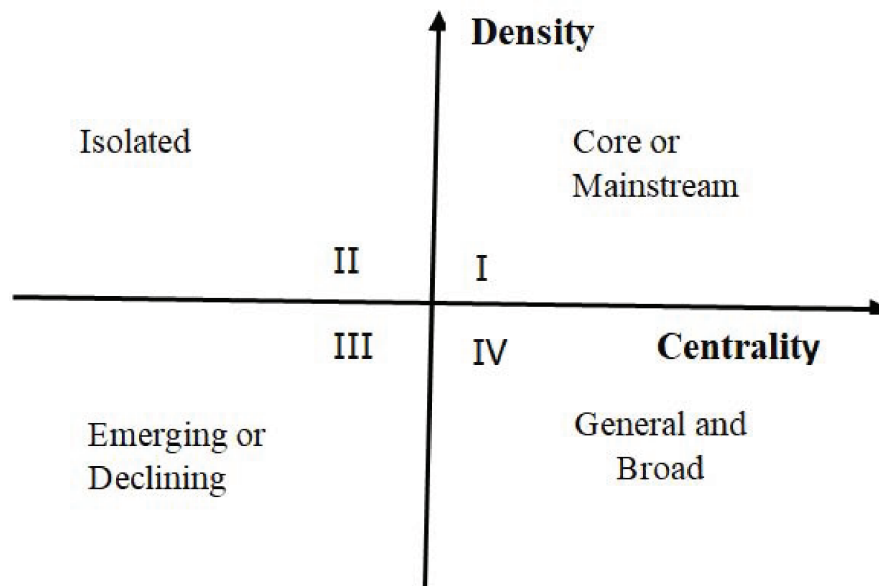 Density
Isolated
Core or
Mainstream
II
I
III
IV
Centrality
Emerging or
Declining
General and
Broad